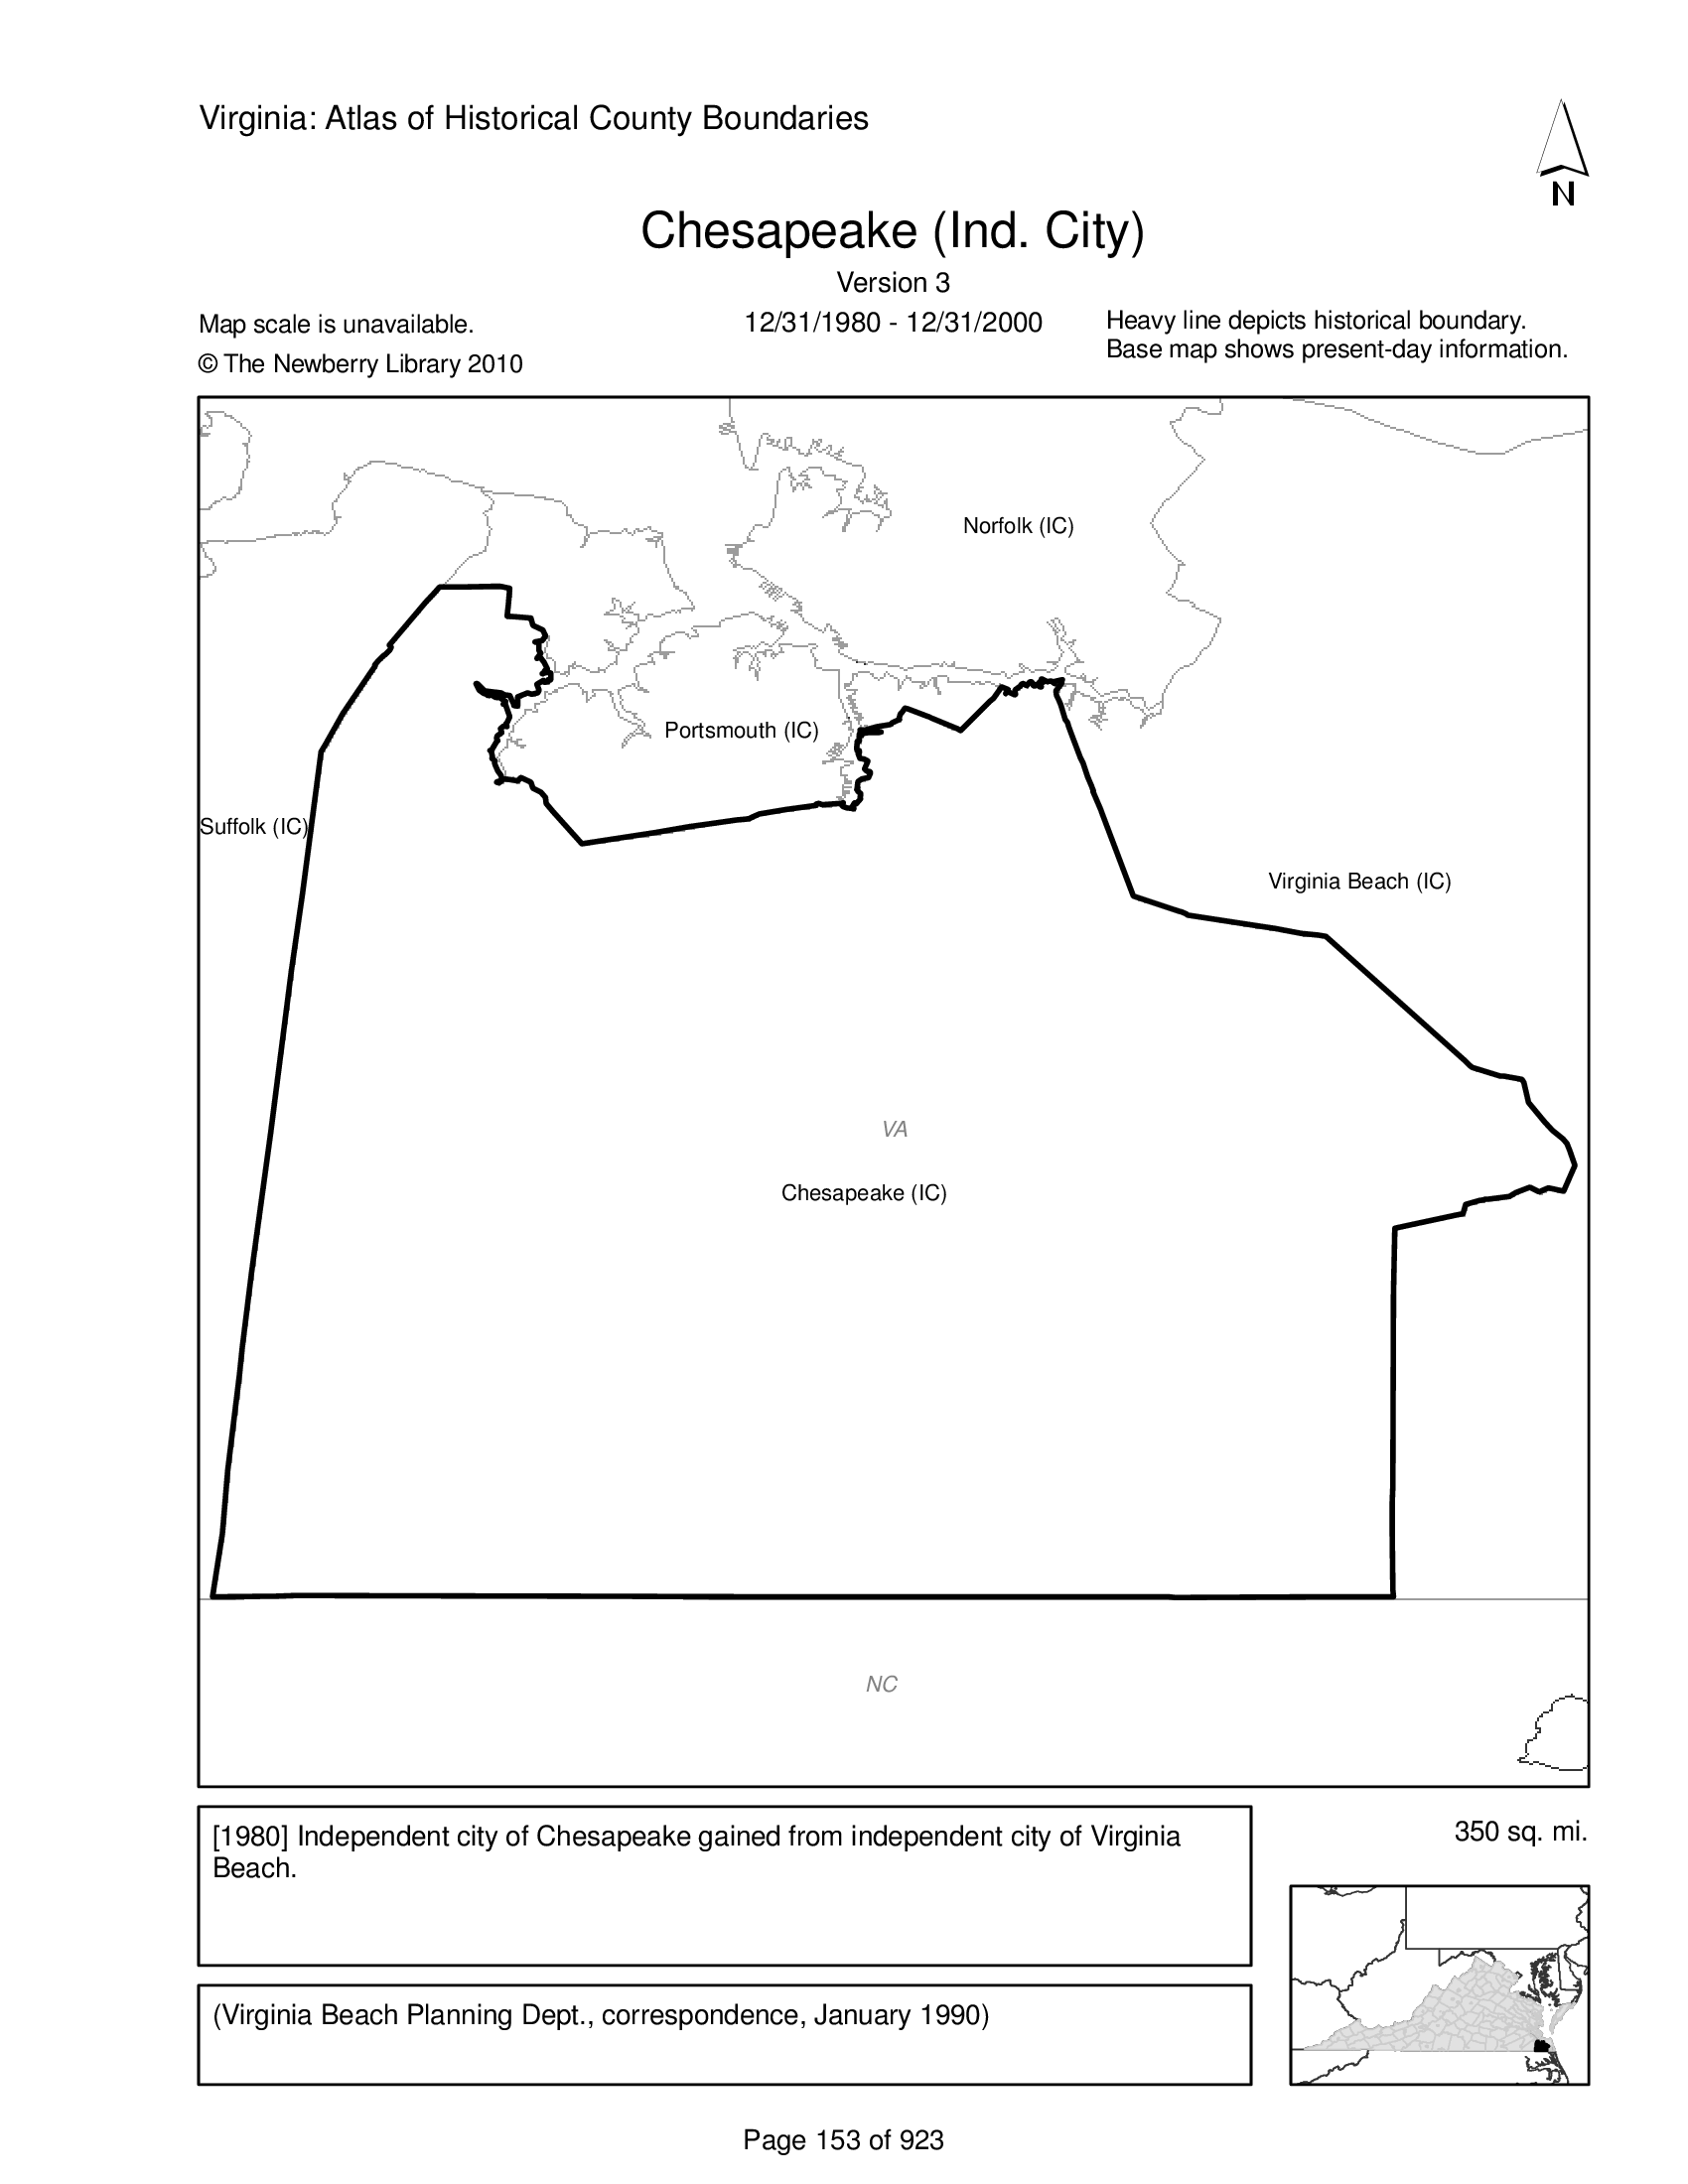 Virginia: Atlas of Historical County Boundaries
N
Chesapeake (Ind. City)
Version 3
Map scale is unavailable.
12/31/1980 - 12/31/2000
Heavy line depicts historical boundary.
© The Newberry Library 2010
Base map shows present-day information.
Norfolk (IC)
Portsmouth (IC)
Suffolk (IC)
Virginia Beach (IC)
VA
Chesapeake (IC)
NC
[1980] Independent city of Chesapeake gained from independent city of Virginia
Beach.
350 sq. mi.
(Virginia Beach Planning Dept., correspondence, January 1990)
Page 153 of 923